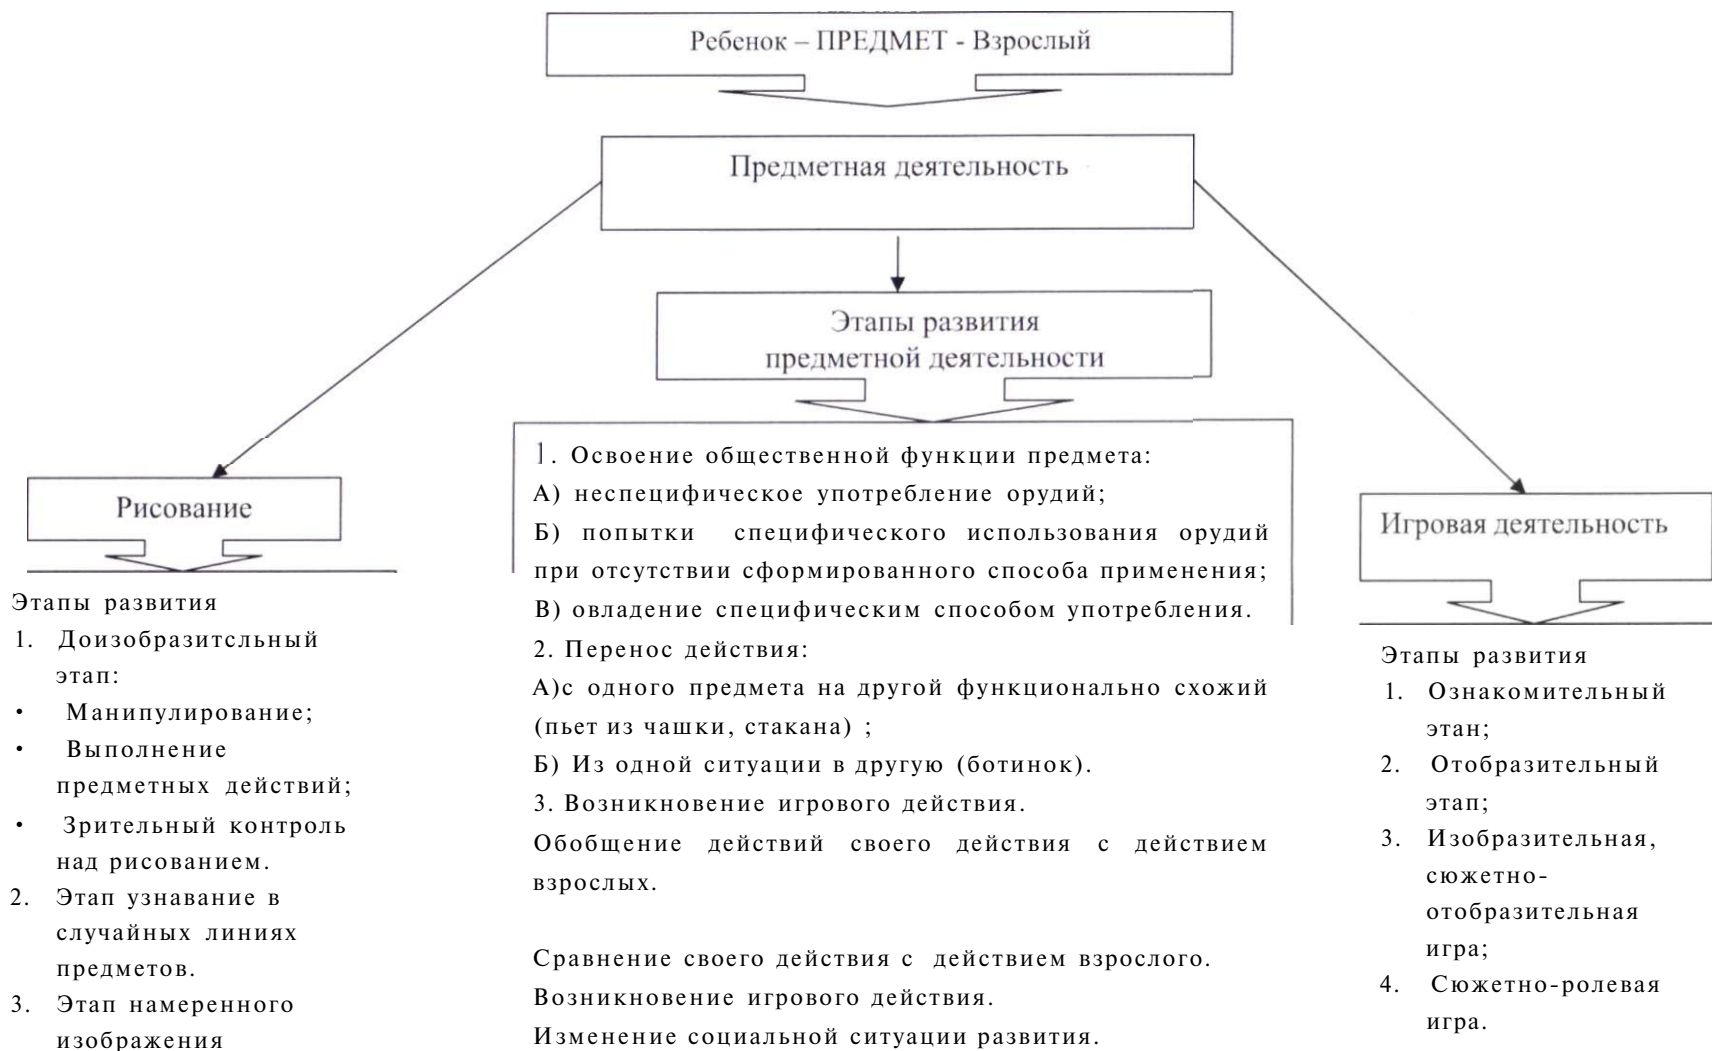 Ребенок – ПРЕДМЕТ - Взрослый
Предметная деятельность
Этапы развития
предметной деятельности
Рисование
Этапы развития
1. Доизобразитсльный
этап:
• Манипулирование;
• Выполнение
предметных действий;
• Зрительный контроль
над рисованием.
2. Этап узнавание в
случайных линиях
предметов.
3. Этап намеренного
изображения
1. Освоение общественной функции предмета:
А) неспецифическое употребление орудий;
Б) попытки специфического использования орудий
при отсутствии сформированного способа применения;
В) овладение специфическим способом употребления.
2. Перенос действия:
А)с одного предмета на другой функционально схожий
(пьет из чашки, стакана) ;
Б) Из одной ситуации в другую (ботинок).
3. Возникновение игрового действия.
Обобщение действий своего действия с действием
взрослых.
Сравнение своего действия с действием взрослого.
Возникновение игрового действия.
Изменение социальной ситуации развития.
Игровая деятельность
Этапы развития
1. Ознакомительный
этан;
2. Отобразительный
этап;
3. Изобразительная,
сюжетно-
отобразительная
игра;
4. Сюжетно-ролевая
игра.